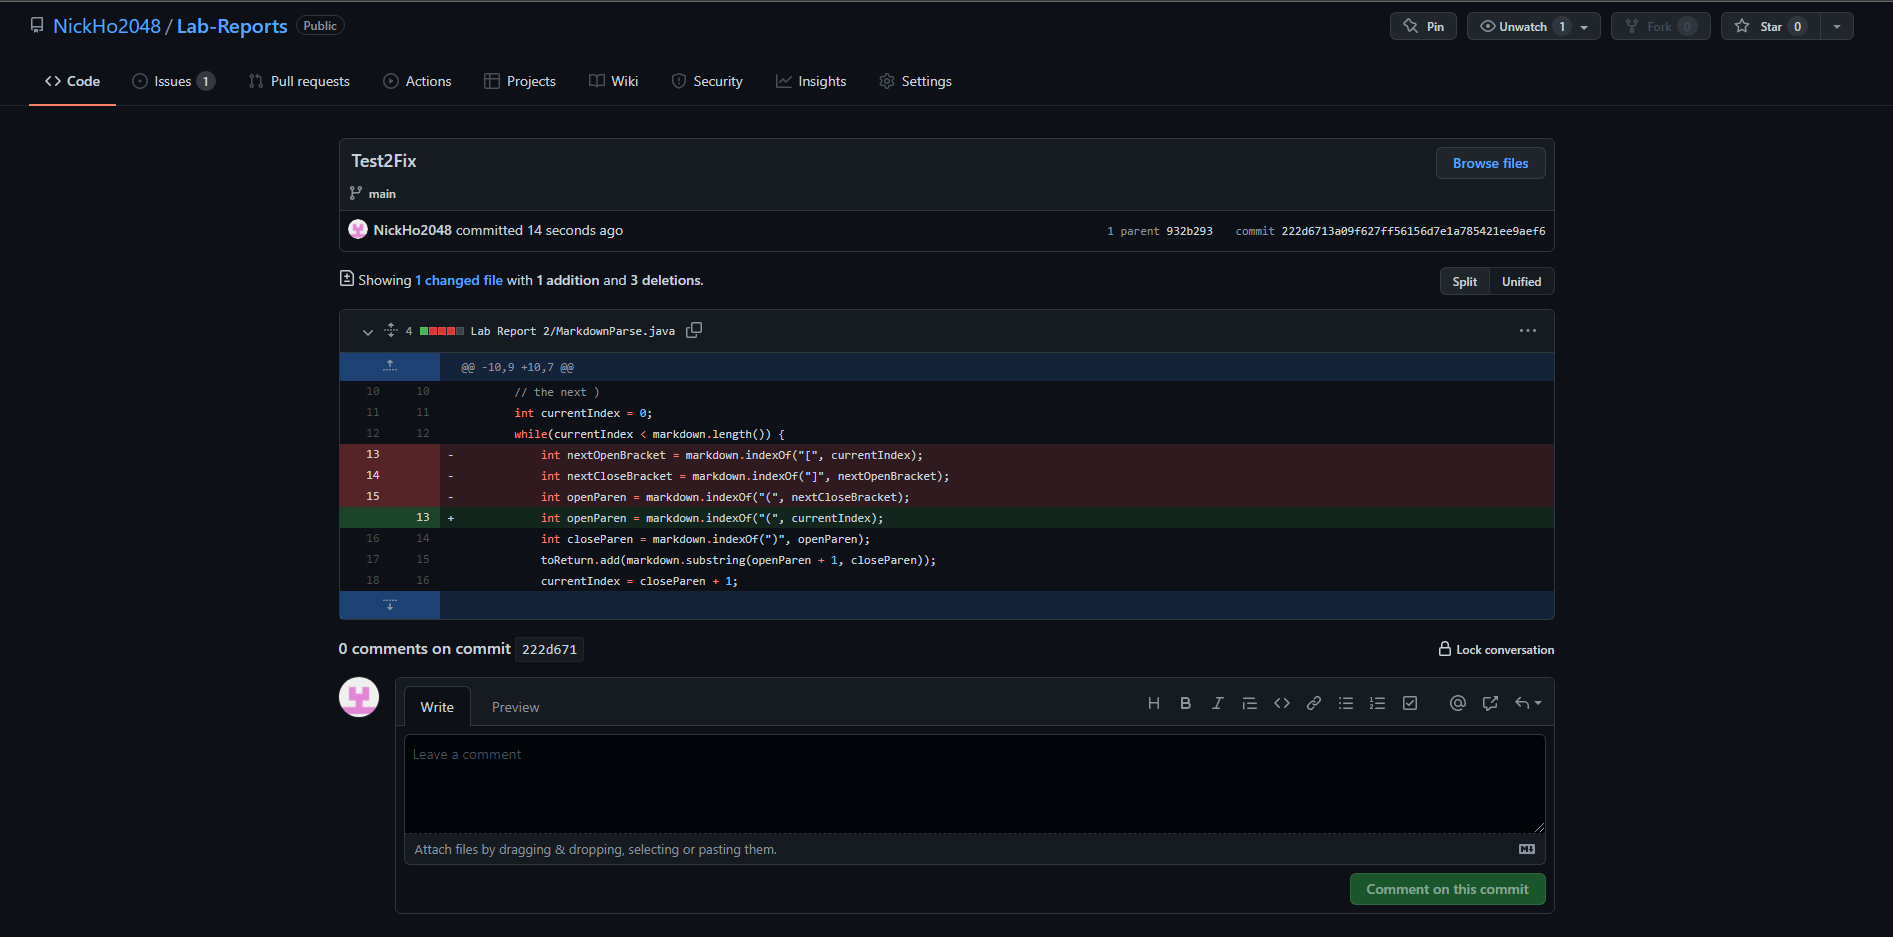 NickHo2048 / Lab-Reports Public
Pin Unwatch 1 Fork 0 Star 0
Code Issues 1 Pull requests Actions Projects Wiki Security Insights Settings
Test2Fix
Browse files
main
NickHo2048 committed 14 seconds ago
1 parent 932b293 commit 222d6713a09f627ff56156d7e1a785421ee9aef6
Showing 1 changed file with 1 addition and 3 deletions.
Split Unified
4 Lab Report 2/MarkdownParse.java
@@ -10,9 +10,7 @@
10 10 // the next )
11 11 int currentIndex = 0;
12 12 while(currentIndex < markdown.length()) {
13 - int nextOpenBracket = markdown.indexOf("[", currentIndex);
14 - int nextCloseBracket = markdown.indexOf("]", nextOpenBracket);
15 - int openParen = markdown.indexOf("(", nextCloseBracket);
13 + int openParen = markdown.indexOf("(", currentIndex);
16 14 int closeParen = markdown.indexOf(")", openParen);
17 15 toReturn.add(markdown.substring(openParen + 1, closeParen));
18 16 currentIndex = closeParen + 1;
0 comments on commit 222d671
Lock conversation
Write Preview
Leave a comment
Attach files by dragging & dropping, selecting or pasting them.
Comment on this commit